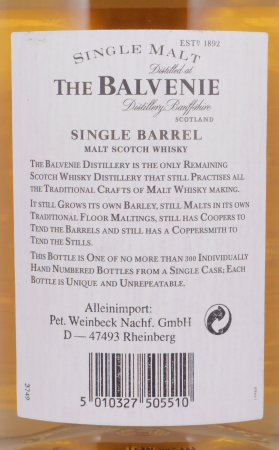 ESTD 1892
SINGLE MALT
Distilled at
THE BALVENIE
Distillery, Banffshire
SCOTLAND
SINGLE BARREL
MALT SCOTCH WHISKY
THE BALVENIE DISTILLERY IS THE ONLY REMAINING
SCOTCH WHISKY DISTILLERY THAT STILL PRACTISES ALL
THE TRADITIONAL CRAFTS OF MALT WHISKY MAKING.
IT STILL GROWS ITS OWN BARLEY, STILL MALTS IN ITS OWN
TRADITIONAL FLOOR MALTINGS, STILL HAS COOPERS TO
TEND THE BARRELS AND STILL HAS A COPPERSMITH TO
TEND THE STILLS.
THIS BOTTLE IS ONE OF NO MORE THAN 300 INDIVIDUALLY
HAND NUMBERED BOTTLES FROM A SINGLE CASK; EACH
BOTTLE IS UNIQUE AND UNREPEATABLE.
Alleinimport:
Pet. Weinbeck Nachf. GmbH
D — 47493 Rheinberg
3749
5 010327 505510